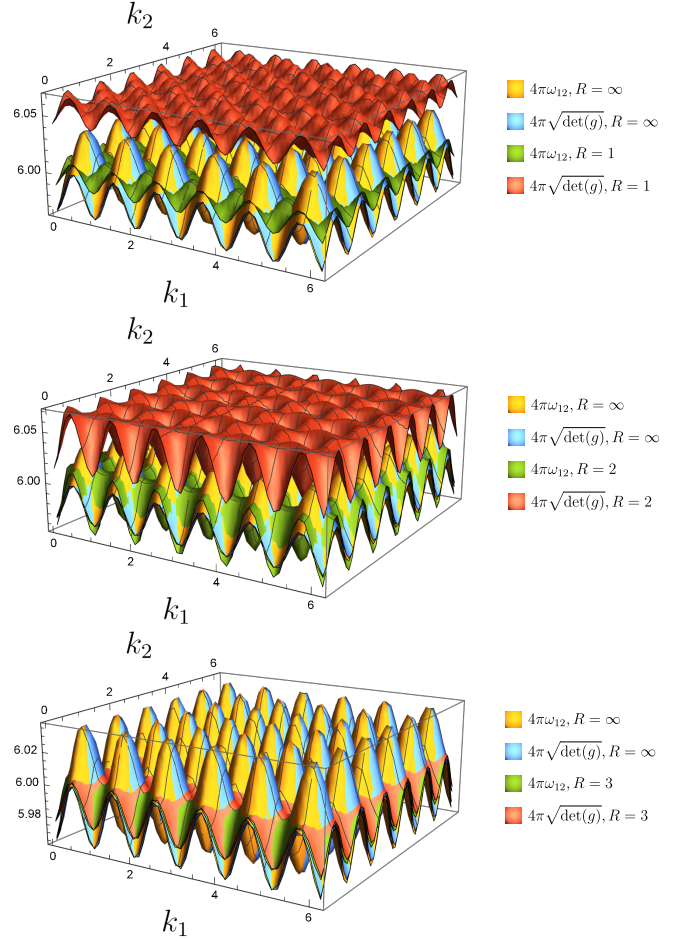 k₂
0 2 4 6
6.05
6.00
0 2 4 6
k₁
4πω₁₂, R = ∞
4π√det(g), R = ∞
4πω₁₂, R = 1
4π√det(g), R = 1
k₂
0 2 4 6
6.05
6.00
0 2 4 6
k₁
4πω₁₂, R = ∞
4π√det(g), R = ∞
4πω₁₂, R = 2
4π√det(g), R = 2
k₂
0 2 4 6
6.02
6.00
5.98
0 2 4 6
k₁
4πω₁₂, R = ∞
4π√det(g), R = ∞
4πω₁₂, R = 3
4π√det(g), R = 3